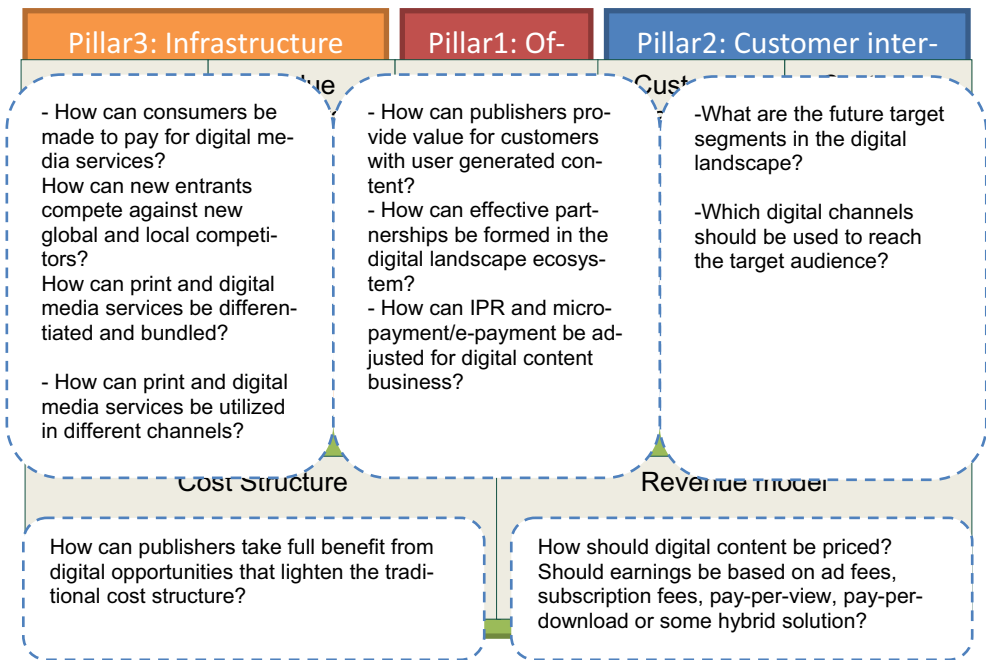 Pillar3: Infrastructure
Pillar1: Of-
Pillar2: Customer inter-
- How can consumers be
made to pay for digital me-
dia services?
How can new entrants
compete against new
global and local competi-
tors?
How can print and digital
media services be differen-
tiated and bundled?
- How can print and digital
media services be utilized
in different channels?
- How can publishers pro-
vide value for customers
with user generated con-
tent?
- How can effective part-
nerships be formed in the
digital landscape ecosys-
tem?
- How can IPR and micro-
payment/e-payment be ad-
justed for digital content
business?
-What are the future target
segments in the digital
landscape?
-Which digital channels
should be used to reach
the target audience?
Cost Structure
Revenue model
How can publishers take full benefit from
digital opportunities that lighten the tradi-
tional cost structure?
How should digital content be priced?
Should earnings be based on ad fees,
subscription fees, pay-per-view, pay-per-
download or some hybrid solution?